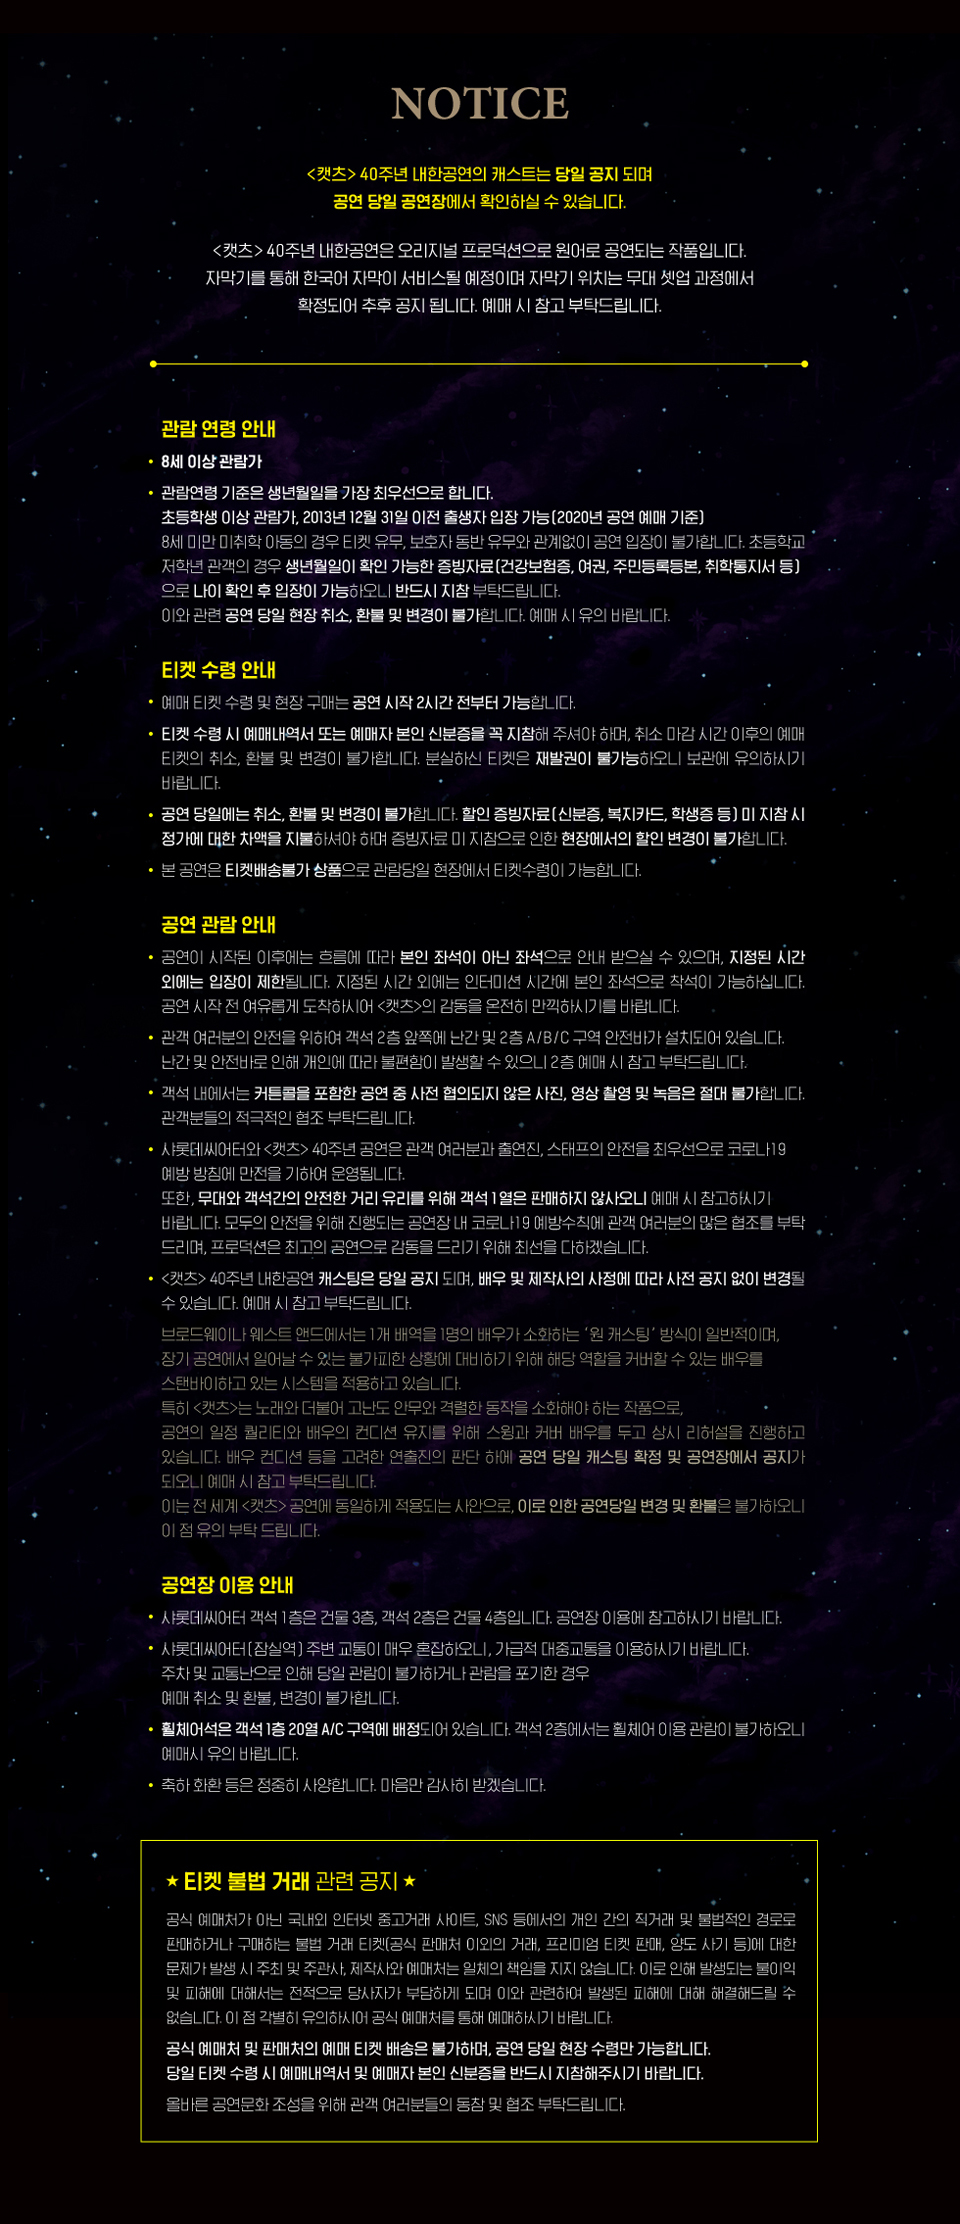 NOTICE
<캣츠> 40주년 내한공연의 캐스트는 당일 공지 되며
공연 당일 공연장에서 확인하실 수 있습니다.
<캣츠> 40주년 내한공연은 오리지널 프로덕션으로 원어로 공연되는 작품입니다.
자막기를 통해 한국어 자막이 서비스될 예정이며 자막기 위치는 무대 셋업 과정에서
확정되어 추후 공지 됩니다. 예매 시 참고 부탁드립니다.
관람 연령 안내
• 8세 이상 관람가
• 관람연령 기준은 생년월일을 가장 최우선으로 합니다.
초등학생 이상 관람가, 2013년 12월 31일 이전 출생자 입장 가능(2020년 공연 예매 기준)
8세 미만 미취학 아동의 경우 티켓 유무, 보호자 동반 유무와 관계없이 공연 입장이 불가합니다. 초등학교
저학년 관객의 경우 생년월일이 확인 가능한 증빙자료(건강보험증, 여권, 주민등록등본, 취학통지서 등)
으로 나이 확인 후 입장이 가능하오니 반드시 지참 부탁드립니다.
이와 관련 공연 당일 현장 취소, 환불 및 변경이 불가합니다. 예매 시 유의 바랍니다.
티켓 수령 안내
• 예매 티켓 수령 및 현장 구매는 공연 시작 2시간 전부터 가능합니다.
• 티켓 수령 시 예매내역서 또는 예매자 본인 신분증을 꼭 지참해 주셔야 하며, 취소 마감 시간 이후의 예매
티켓의 취소, 환불 및 변경이 불가합니다. 분실하신 티켓은 재발권이 불가능하오니 보관에 유의하시기
바랍니다.
• 공연 당일에는 취소, 환불 및 변경이 불가합니다. 할인 증빙자료(신분증, 복지카드, 학생증 등) 미 지참 시
정가에 대한 차액을 지불하셔야 하며 증빙자료 미 지참으로 인한 현장에서의 할인 변경이 불가합니다.
• 본 공연은 티켓배송불가 상품으로 관람당일 현장에서 티켓수령이 가능합니다.
공연 관람 안내
• 공연이 시작된 이후에는 흐름에 따라 본인 좌석이 아닌 좌석으로 안내 받으실 수 있으며, 지정된 시간
외에는 입장이 제한됩니다. 지정된 시간 외에는 인터미션 시간에 본인 좌석으로 착석이 가능하십니다.
공연 시작 전 여유롭게 도착하시어 <캣츠>의 감동을 온전히 만끽하시기를 바랍니다.
• 관객 여러분의 안전을 위하여 객석 2층 앞쪽에 난간 및 2층 A/B/C 구역 안전바가 설치되어 있습니다.
난간 및 안전바로 인해 개인에 따라 불편함이 발생할 수 있으니 2층 예매 시 참고 부탁드립니다.
• 객석 내에서는 커튼콜을 포함한 공연 중 사전 협의되지 않은 사진, 영상 촬영 및 녹음은 절대 불가합니다.
관객분들의 적극적인 협조 부탁드립니다.
• 샤롯데씨어터와 <캣츠> 40주년 공연은 관객 여러분과 출연진, 스태프의 안전을 최우선으로 코로나19
예방 방침에 만전을 기하여 운영됩니다.
또한, 무대와 객석간의 안전한 거리 유리를 위해 객석 1열은 판매하지 않사오니 예매 시 참고하시기
바랍니다. 모두의 안전을 위해 진행되는 공연장 내 코로나19 예방수칙에 관객 여러분의 많은 협조를 부탁
드리며, 프로덕션은 최고의 공연으로 감동을 드리기 위해 최선을 다하겠습니다.
• <캣츠> 40주년 내한공연 캐스팅은 당일 공지 되며, 배우 및 제작사의 사정에 따라 사전 공지 없이 변경될
수 있습니다. 예매 시 참고 부탁드립니다.
브로드웨이나 웨스트 앤드에서는 1개 배역을 1명의 배우가 소화하는 '원 캐스팅' 방식이 일반적이며,
장기 공연에서 일어날 수 있는 불가피한 상황에 대비하기 위해 해당 역할을 커버할 수 있는 배우를
스탠바이하고 있는 시스템을 적용하고 있습니다.
특히 <캣츠>는 노래와 더불어 고난도 안무와 격렬한 동작을 소화해야 하는 작품으로,
공연의 일정 퀄리티와 배우의 컨디션 유지를 위해 스윙과 커버 배우를 두고 상시 리허설을 진행하고
있습니다. 배우 컨디션 등을 고려한 연출진의 판단 하에 공연 당일 캐스팅 확정 및 공연장에서 공지가
되오니 예매 시 참고 부탁드립니다.
이는 전 세계 <캣츠> 공연에 동일하게 적용되는 사안으로, 이로 인한 공연당일 변경 및 환불은 불가하오니
이 점 유의 부탁 드립니다.
공연장 이용 안내
• 샤롯데씨어터 객석 1층은 건물 3층, 객석 2층은 건물 4층입니다. 공연장 이용에 참고하시기 바랍니다.
• 샤롯데씨어터(잠실역) 주변 교통이 매우 혼잡하오니, 가급적 대중교통을 이용하시기 바랍니다.
주차 및 교통난으로 인해 당일 관람이 불가하거나 관람을 포기한 경우
예매 취소 및 환불, 변경이 불가합니다.
• 휠체어석은 객석 1층 20열 A/C 구역에 배정되어 있습니다. 객석 2층에서는 휠체어 이용 관람이 불가하오니
예매시 유의 바랍니다.
• 축하 화환 등은 정중히 사양합니다. 마음만 감사히 받겠습니다.
★ 티켓 불법 거래 관련 공지 ★
공식 예매처가 아닌 국내외 인터넷 중고거래 사이트, SNS 등에서의 개인 간의 직거래 및 불법적인 경로로
판매하거나 구매하는 불법 거래 티켓(공식 판매처 이외의 거래, 프리미엄 티켓 판매, 양도 사기 등)에 대한
문제가 발생 시 주최 및 주관사, 제작사와 예매처는 일체의 책임을 지지 않습니다. 이로 인해 발생되는 불이익
및 피해에 대해서는 전적으로 당사자가 부담하게 되며 이와 관련하여 발생된 피해에 대해 해결해드릴 수
없습니다. 이 점 각별히 유의하시어 공식 예매처를 통해 예매하시기 바랍니다.
공식 예매처 및 판매처의 예매 티켓 배송은 불가하며, 공연 당일 현장 수령만 가능합니다.
당일 티켓 수령 시 예매내역서 및 예매자 본인 신분증을 반드시 지참해주시기 바랍니다.
올바른 공연문화 조성을 위해 관객 여러분들의 동참 및 협조 부탁드립니다.